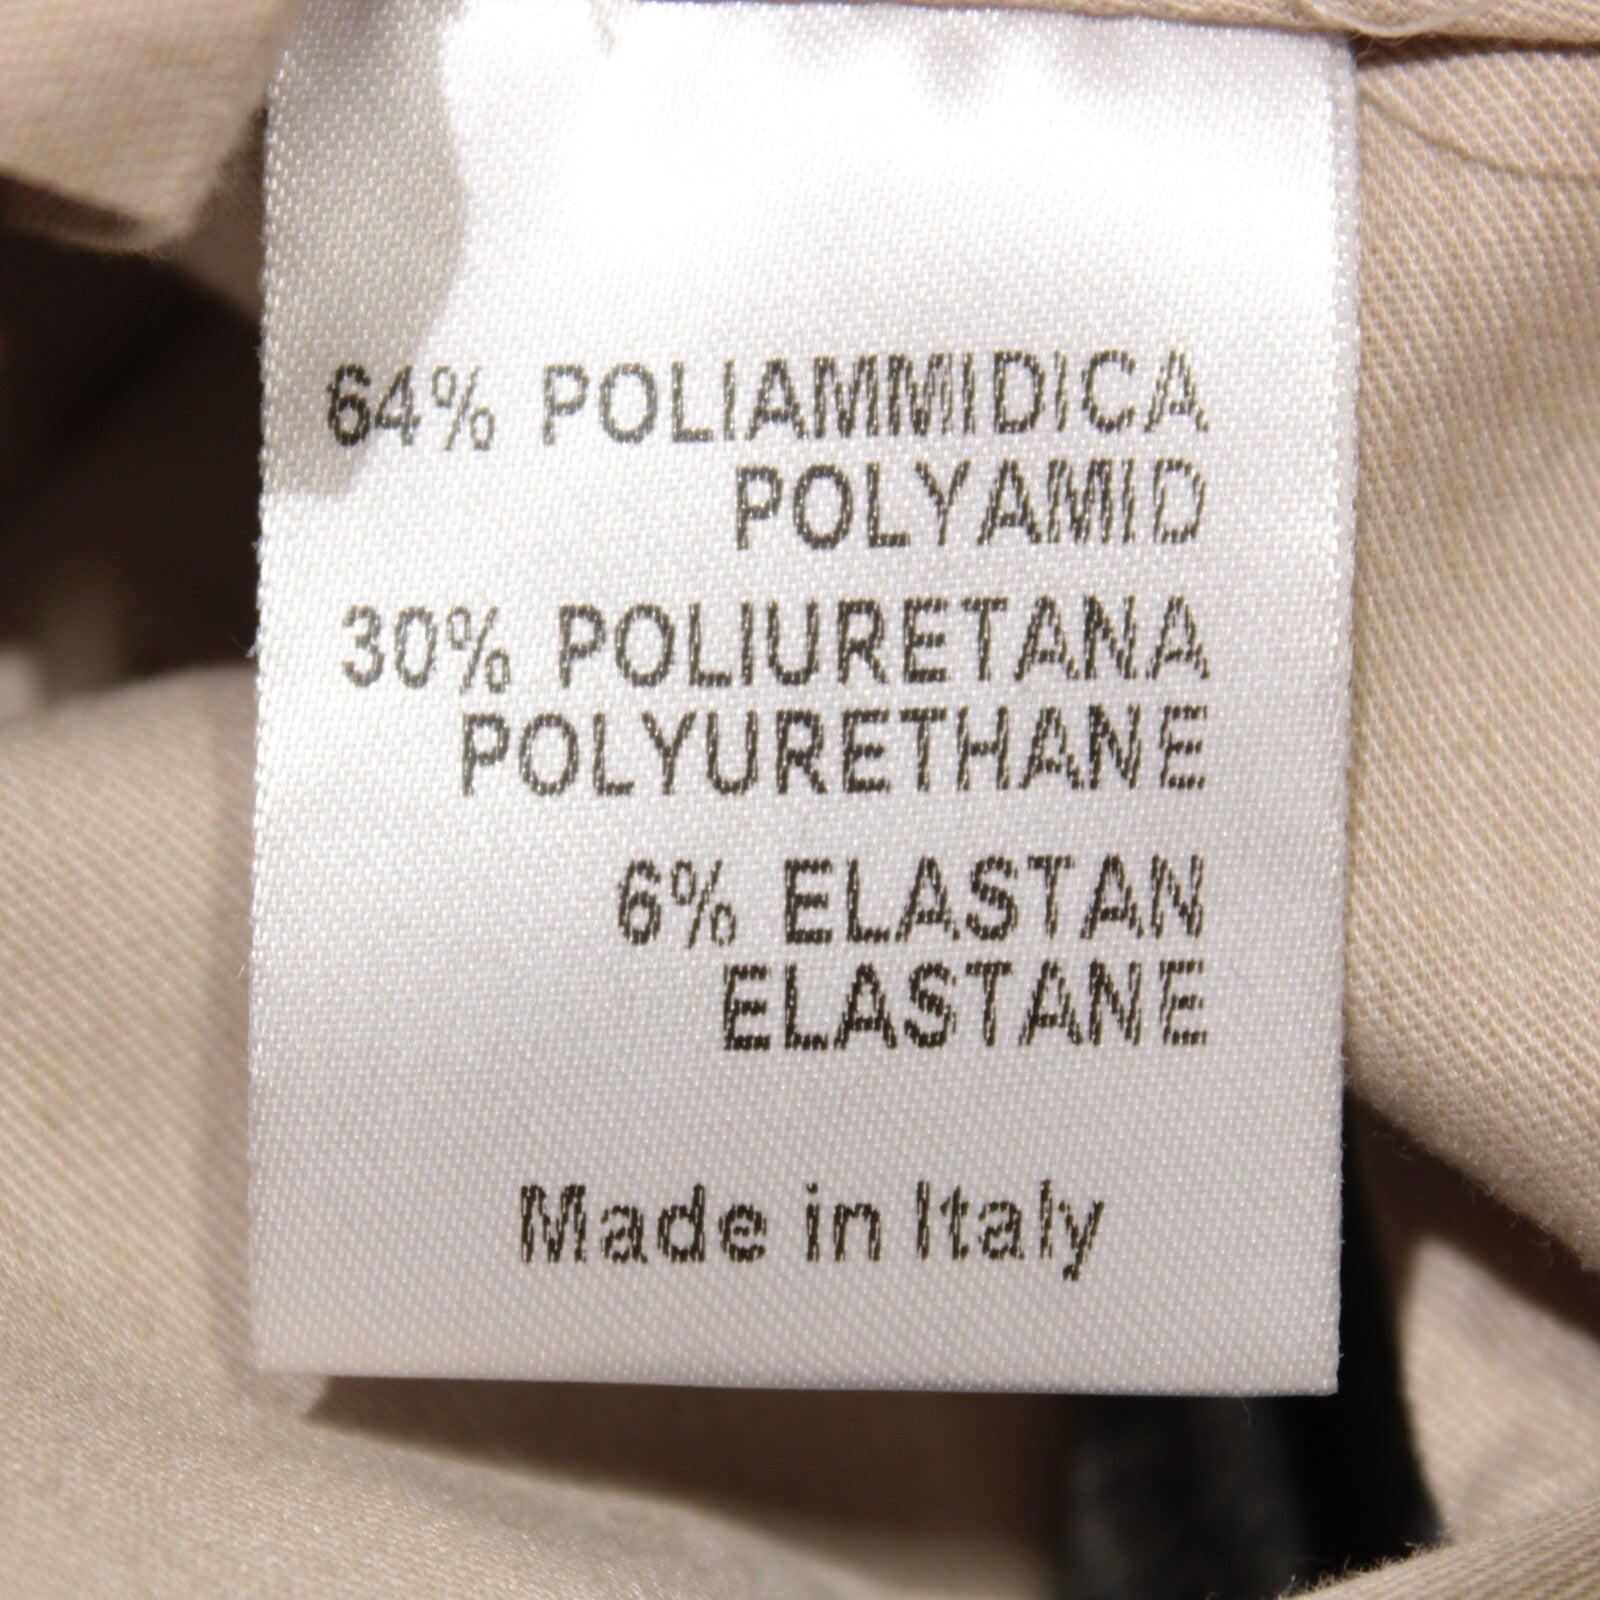 64% POLIAMMIDICA
POLYAMID
30% POLIURETANA
POLYURETHANE
6% ELASTAN
ELASTANE
Made in Italy